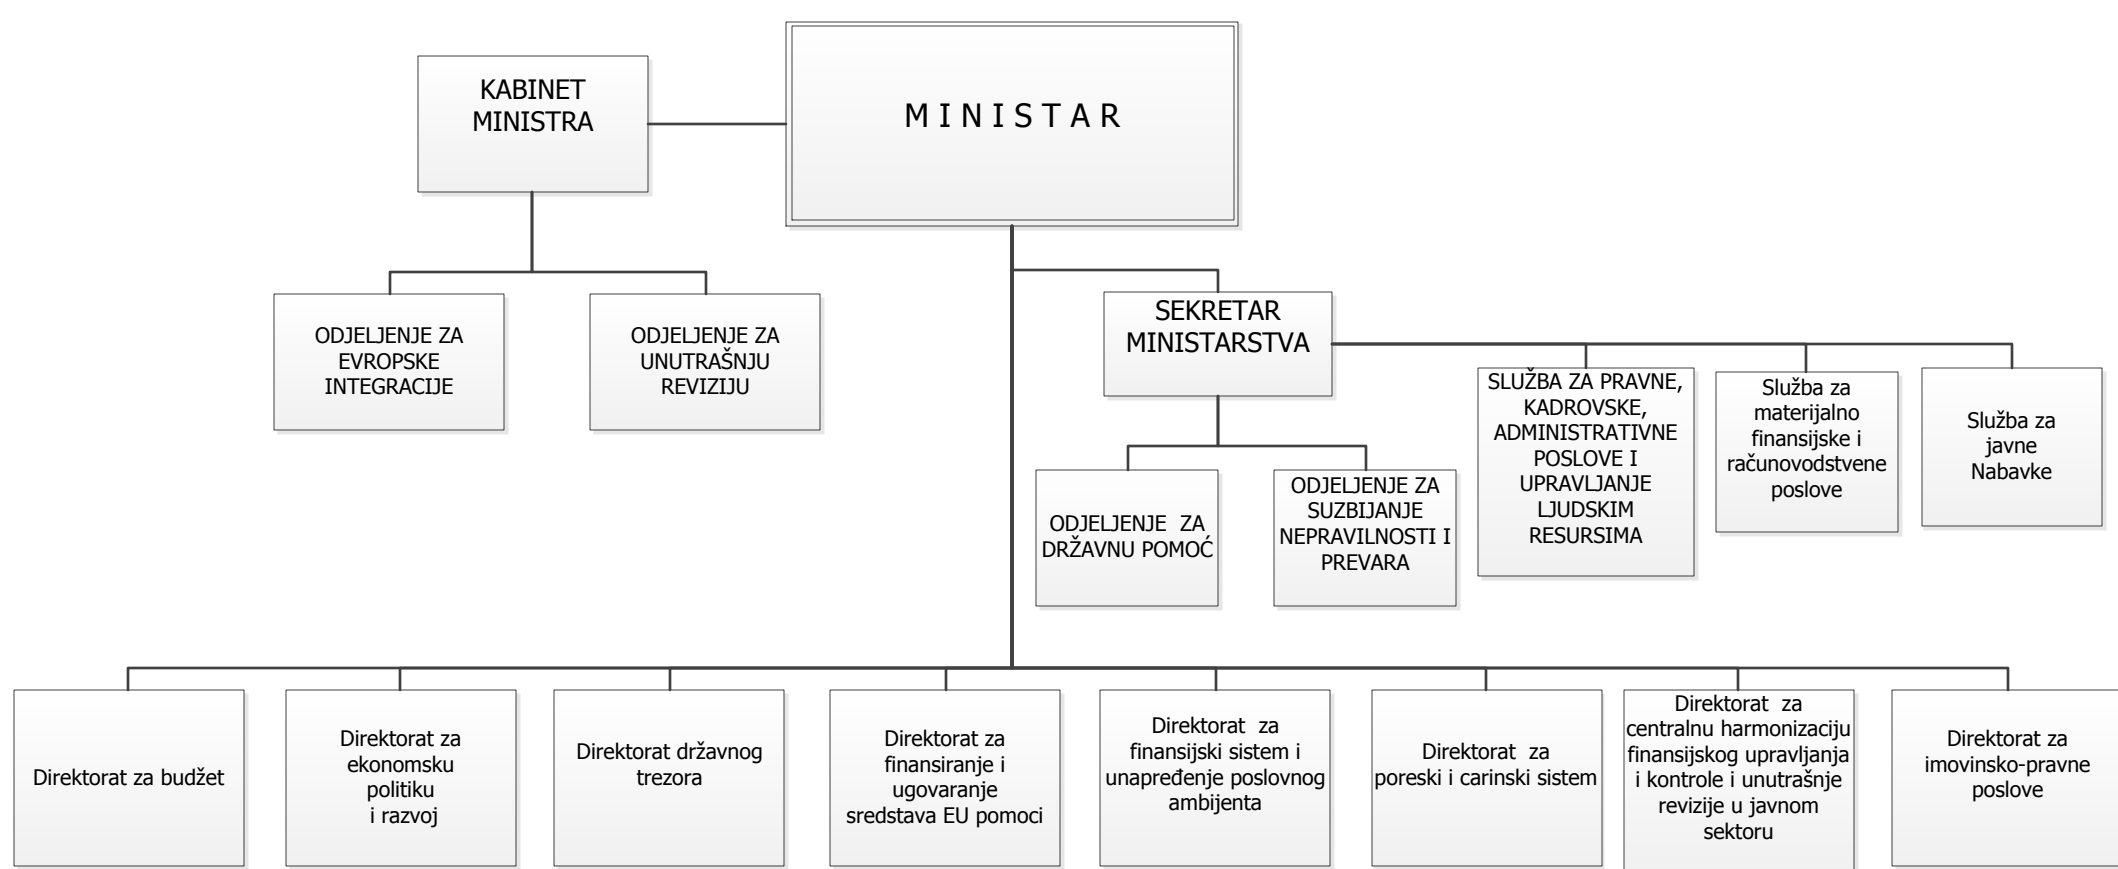 KABINET
MINISTRA
M I N I S T A R
ODJELJENJE ZA
EVROPSKE
INTEGRACIJE
ODJELJENJE ZA
UNUTRAŠNJU
REVIZIJU
SEKRETAR
MINISTARSTVA
SLUŽBA ZA PRAVNE,
KADROVSKE,
ADMINISTRATIVNE
POSLOVE I
UPRAVLJANJE
LJUDSKIM
RESURSIMA
Služba za
materijalno
finansijske i
računovodstvene
poslove
Služba za
javne
Nabavke
ODJELJENJE ZA
DRŽAVNU POMOĆ
ODJELJENJE ZA
SUZBIJANJE
NEPRAVILNOSTI I
PREVARA
Direktorat za budžet
Direktorat za
ekonomsku
politiku
i razvoj
Direktorat državnog
trezora
Direktorat za
finansiranje i
ugovaranje
sredstava EU pomoci
Direktorat za
finansijski sistem i
unapređenje poslovnog
ambijenta
Direktorat za
poreski i carinski sistem
Direktorat za
centralnu harmonizaciju
finansijskog upravljanja
i kontrole i unutrašnje
revizije u javnom
sektoru
Direktorat za
imovinsko-pravne
poslove